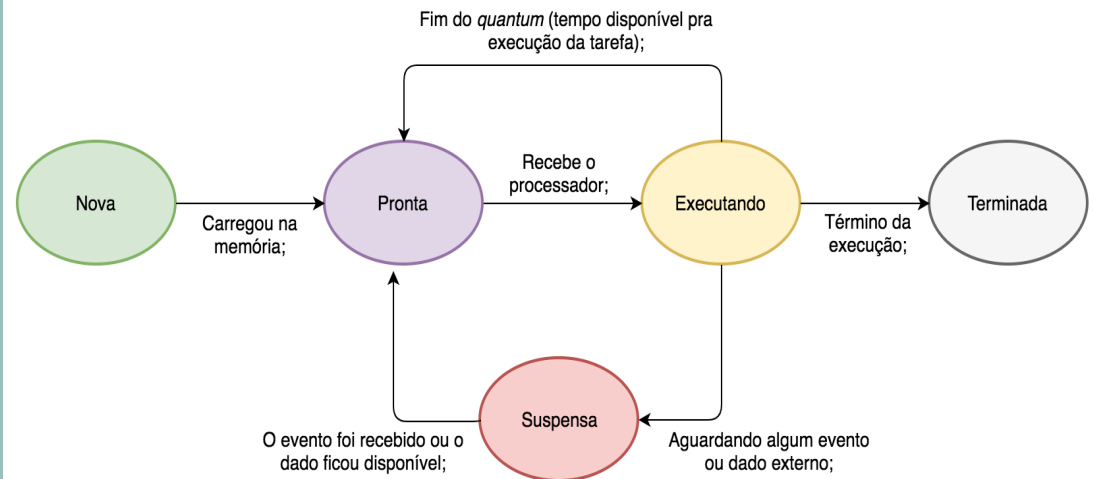 Fim do quantum (tempo disponível pra
execução da tarefa);
Nova
Carregou na
memória;
Pronta
Recebe o
processador;
Executando
Término da
execução;
Terminada
Suspensa
O evento foi recebido ou o
dado ficou disponível;
Aguardando algum evento
ou dado externo;